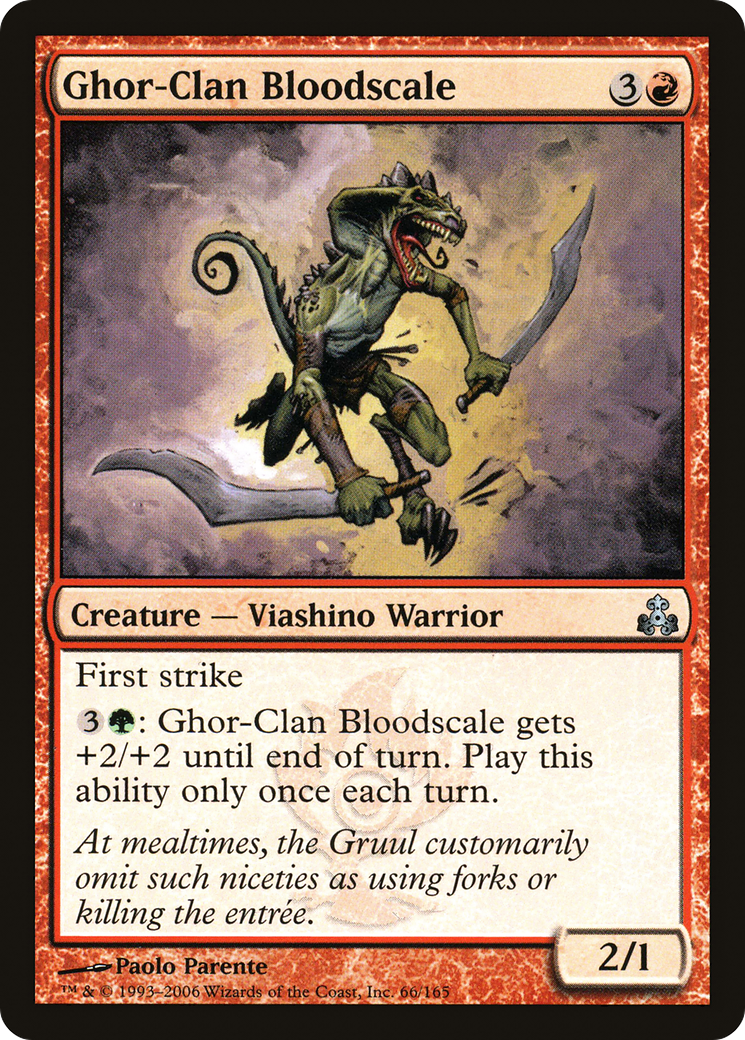 Ghor-Clan Bloodscale 3
Creature — Viashino Warrior
First strike
3 : Ghor-Clan Bloodscale gets
+2/+2 until end of turn. Play this
ability only once each turn.
At mealtimes, the Gruul customarily
omit such niceties as using forks or
killing the entrée.
2/1
Paolo Parente
™ & © 1993–2006 Wizards of the Coast, Inc. 66/165